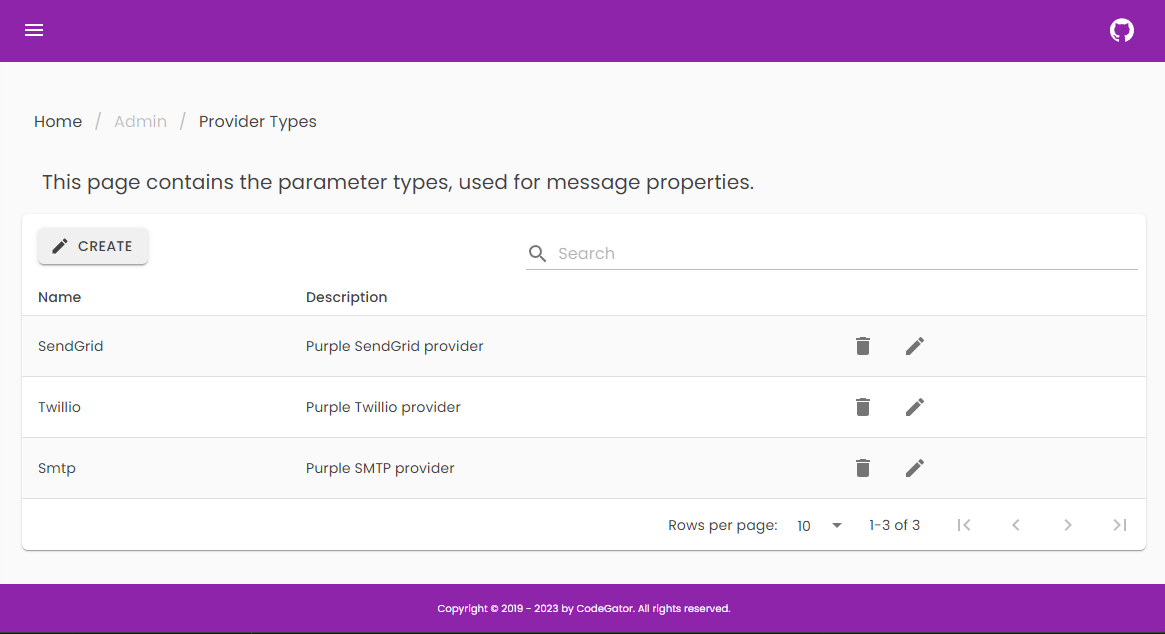 Home / Admin / Provider Types
This page contains the parameter types, used for message properties.
CREATE
Search
Name Description
SendGrid Purple SendGrid provider
Twillio Purple Twillio provider
Smtp Purple SMTP provider
Rows per page: 10 1-3 of 3
Copyright © 2019 - 2023 by CodeGator. All rights reserved.